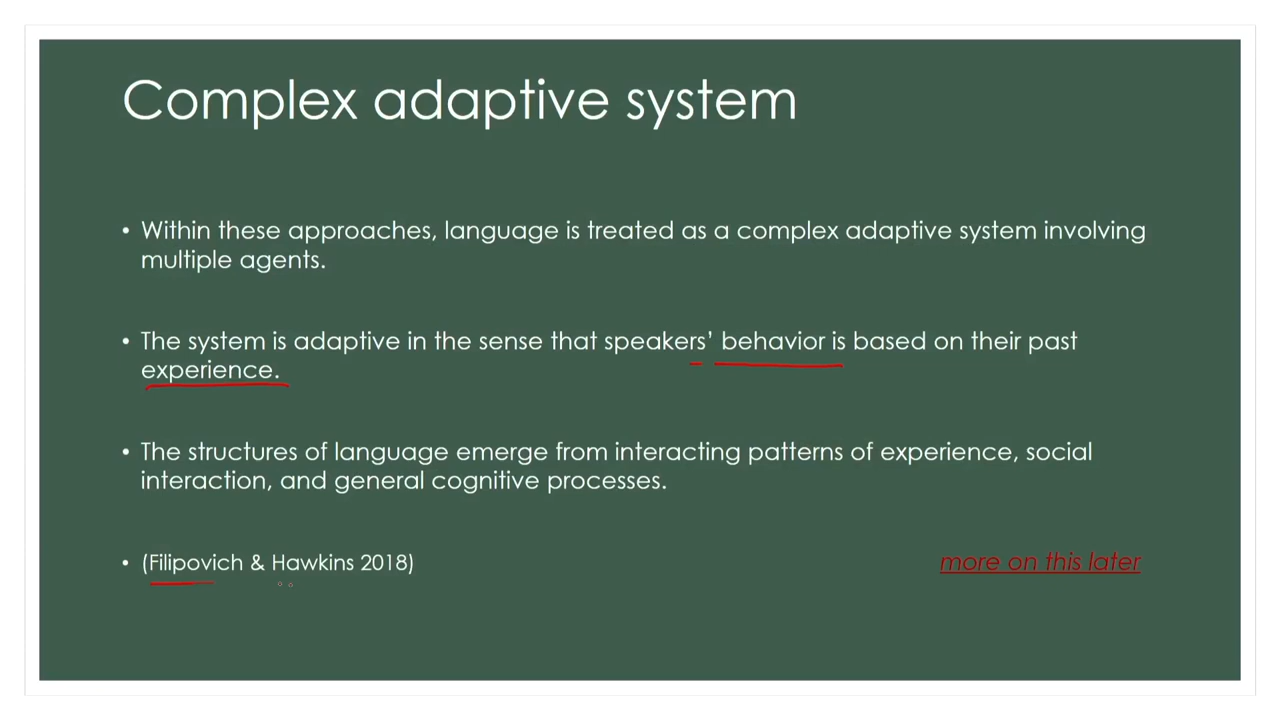 Complex adaptive system
• Within these approaches, language is treated as a complex adaptive system involving
multiple agents.
• The system is adaptive in the sense that speakers’ behavior is based on their past
experience.
• The structures of language emerge from interacting patterns of experience, social
interaction, and general cognitive processes.
• (Filipovich & Hawkins 2018)
more on this later